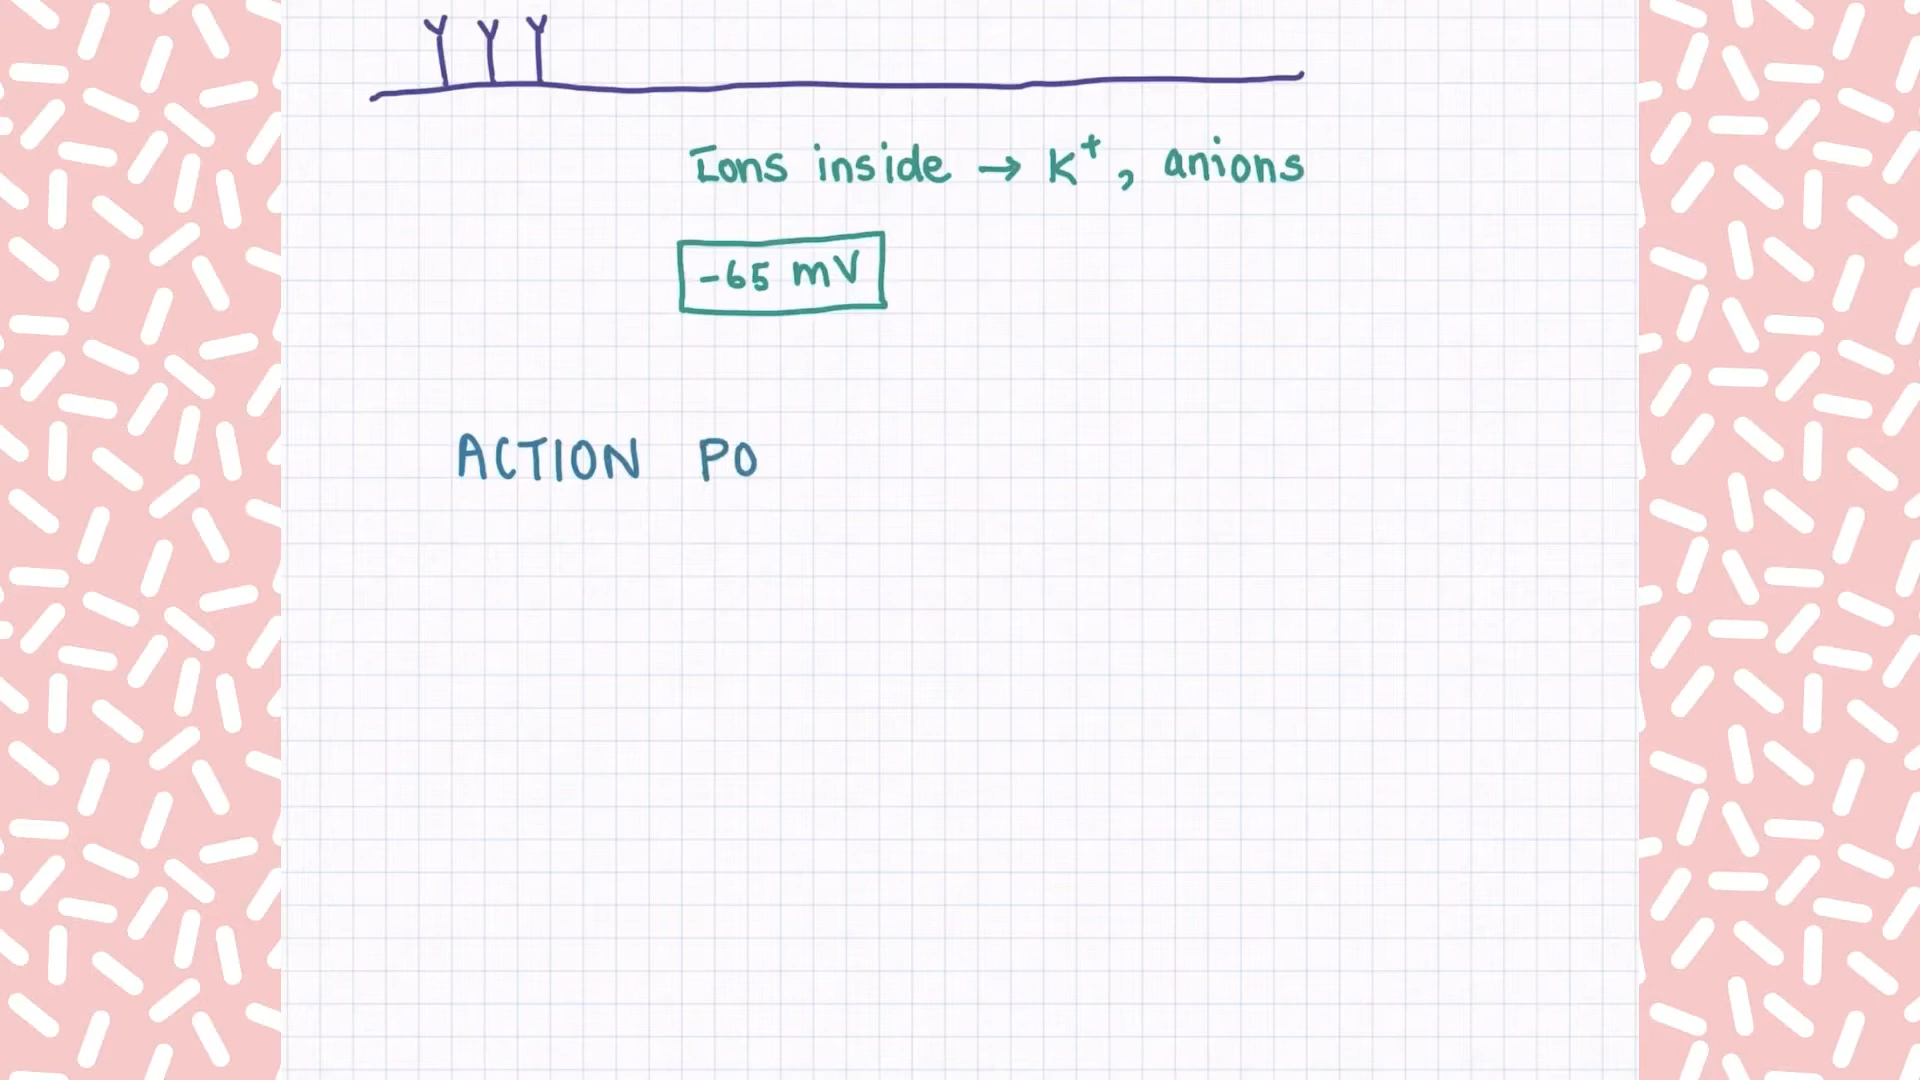 Ions inside → K⁺, anions
-65 mV
ACTION PO